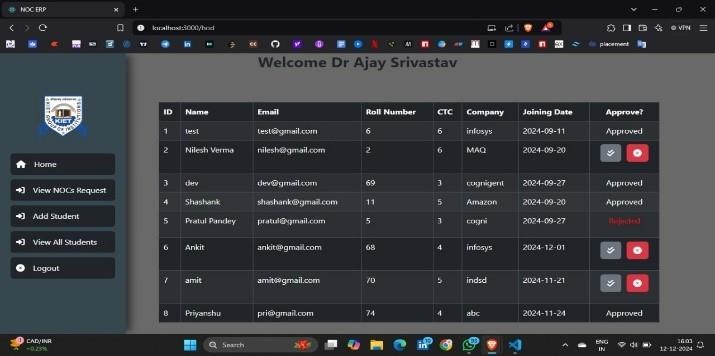 NOC ERP
localhost:3000/hod
VPN
placement
Welcome Dr Ajay Srivastav
KIET
Home
View NOCs Request
Add Student
View All Students
Logout
ID Name Email Roll Number CTC Company Joining Date Approve?
1 test test@gmail.com 6 6 infosys 2024-09-11 Approved
2 Nilesh Verma nilesh@gmail.com 2 6 MAQ 2024-09-20
3 dev dev@gmail.com 69 3 cognigent 2024-09-27 Approved
4 Shashank shashank@gmail.com 11 5 Amazon 2024-09-20 Approved
5 Pratul Pandey pratul@gmail.com 5 3 cogni 2024-09-27 Rejected
6 Ankit ankit@gmail.com 68 4 infosys 2024-12-01
7 amit amit@gmail.com 70 5 indsd 2024-11-21
8 Priyanshu pri@gmail.com 74 4 abc 2024-11-24 Approved
CAD/INR
+0.23%
Search
ENG
IN
16:03
12-12-2024